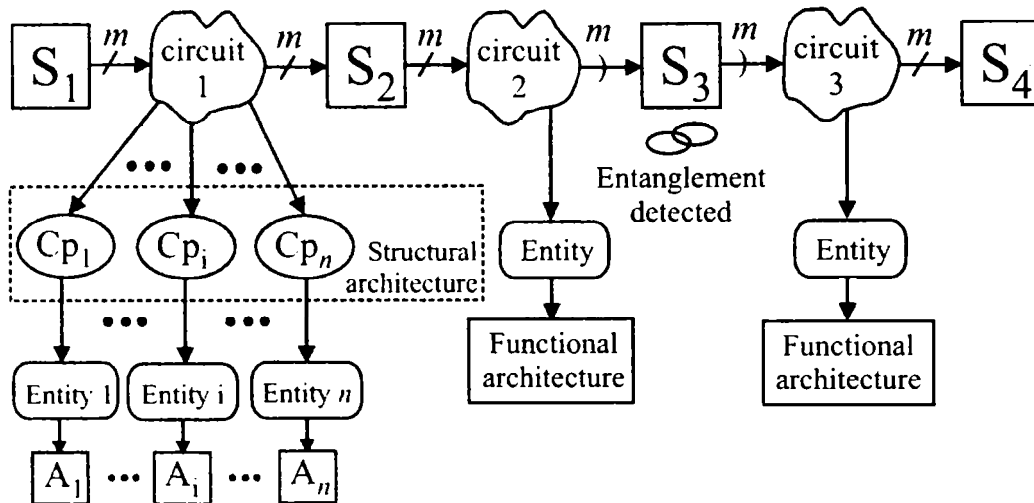 m m m m m m
S1 circuit 1 S2 circuit 2 S3 circuit 3 S4
Entanglement
detected
Cp1 Cpi Cpn Structural
architecture
Entity Entity
Functional
architecture
Functional
architecture
Entity 1 Entity i Entity n
A1 Ai An